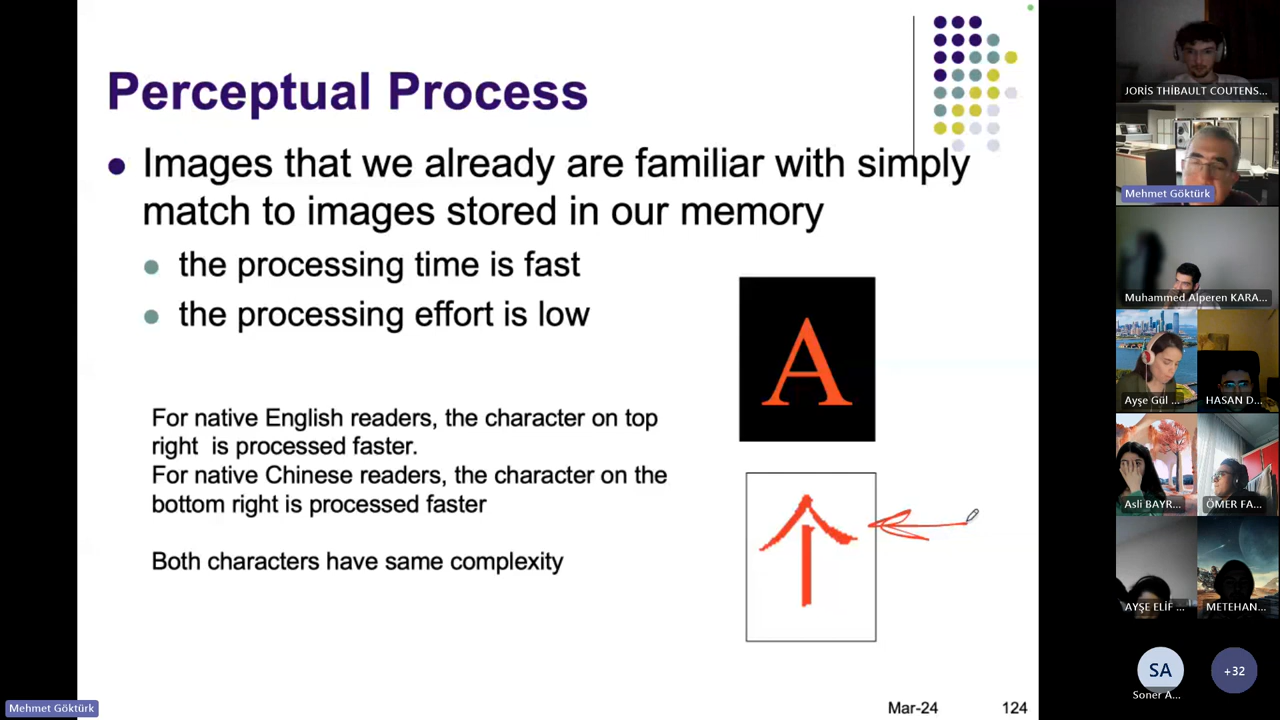 Perceptual Process
Images that we already are familiar with simply
match to images stored in our memory
the processing time is fast
the processing effort is low
For native English readers, the character on top
right is processed faster.
For native Chinese readers, the character on the
bottom right is processed faster
Both characters have same complexity
A
个
Mar-24
124
Mehmet Göktürk
JORİS THİBAULT COUTENS...
Mehmet Göktürk
Muhammed Alperen KARA...
Ayşe Gül ...
HASAN D...
Asli BAYR...
ÖMER FA...
AYŞE ELİF ...
METEHAN...
SA
Soner A...
+32